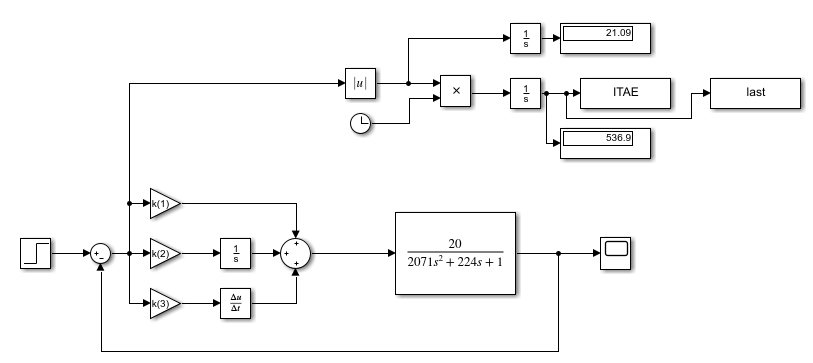 1
s
21.09
|u|
×
1
s
ITAE
last
536.9
k(1)
20
2071s² + 224s + 1
k(2)
1
s
k(3)
Δu
Δt